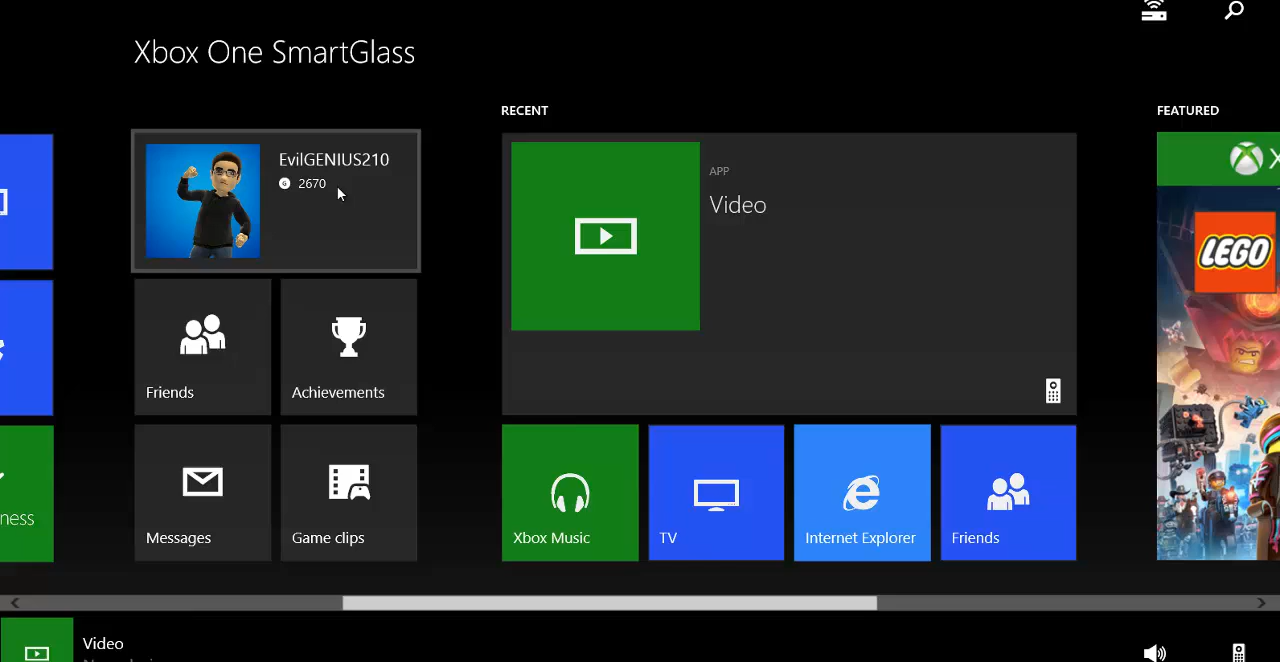 Xbox One SmartGlass
EvilGENIUS210
G 2670
Friends
Achievements
Messages
Game clips
ness
RECENT
APP
Video
Xbox Music
TV
Internet Explorer
Friends
FEATURED
X
LEGO
Video